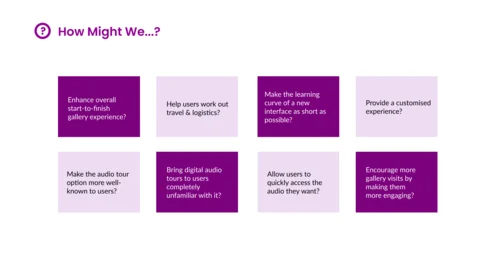 ?
How Might We...?
Enhance overall
start-to-finish
gallery experience?
Help users work out
travel & logistics?
Make the learning
curve of a new
interface as short as
possible?
Provide a customised
experience?
Make the audio tour
option more well-
known to users?
Bring digital audio
tours to users
completely
unfamiliar with it?
Allow users to
quickly access the
audio they want?
Encourage more
gallery visits by
making them
more engaging?